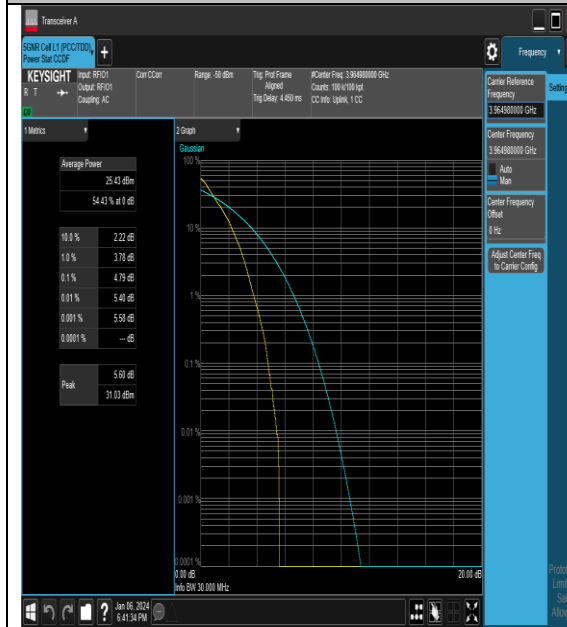 Transceiver A
5GNR Cell L1 (PCC/TDD),
Power Stat CCDF
+
Frequency
KEYSIGHT
R T
Input: RFIO1
Output: RFIO1
Coupling: AC
Corr CCorr
Range: -50 dBm
Trig: Prot Frame
Aligned
Trig Delay: 4.450 ms
#Center Freq: 3.964980000 GHz
Counts: 100 k/100 kpt
CC Info: Uplink, 1 CC
Carrier Reference
Frequency
3.964980000 GHz
Setting
Center Frequency
3.964980000 GHz
Auto
Man
Center Frequency
Offset
0 Hz
Adjust Center Freq
to Carrier Config
1 Metrics
Average Power
25.43 dBm
54.43 % at 0 dB
10.0 % 2.22 dB
1.0 % 3.78 dB
0.1 % 4.79 dB
0.01 % 5.40 dB
0.001 % 5.58 dB
0.0001 % --- dB
Peak
5.60 dB
31.03 dBm
2 Graph
Gaussian
100 %
10 %
1 %
0.1 %
0.01 %
0.001 %
0.0001 %
0.00 dB
20.00 dB
Info BW 30.000 MHz
Jan 06, 2024
6:41:34 PM
?